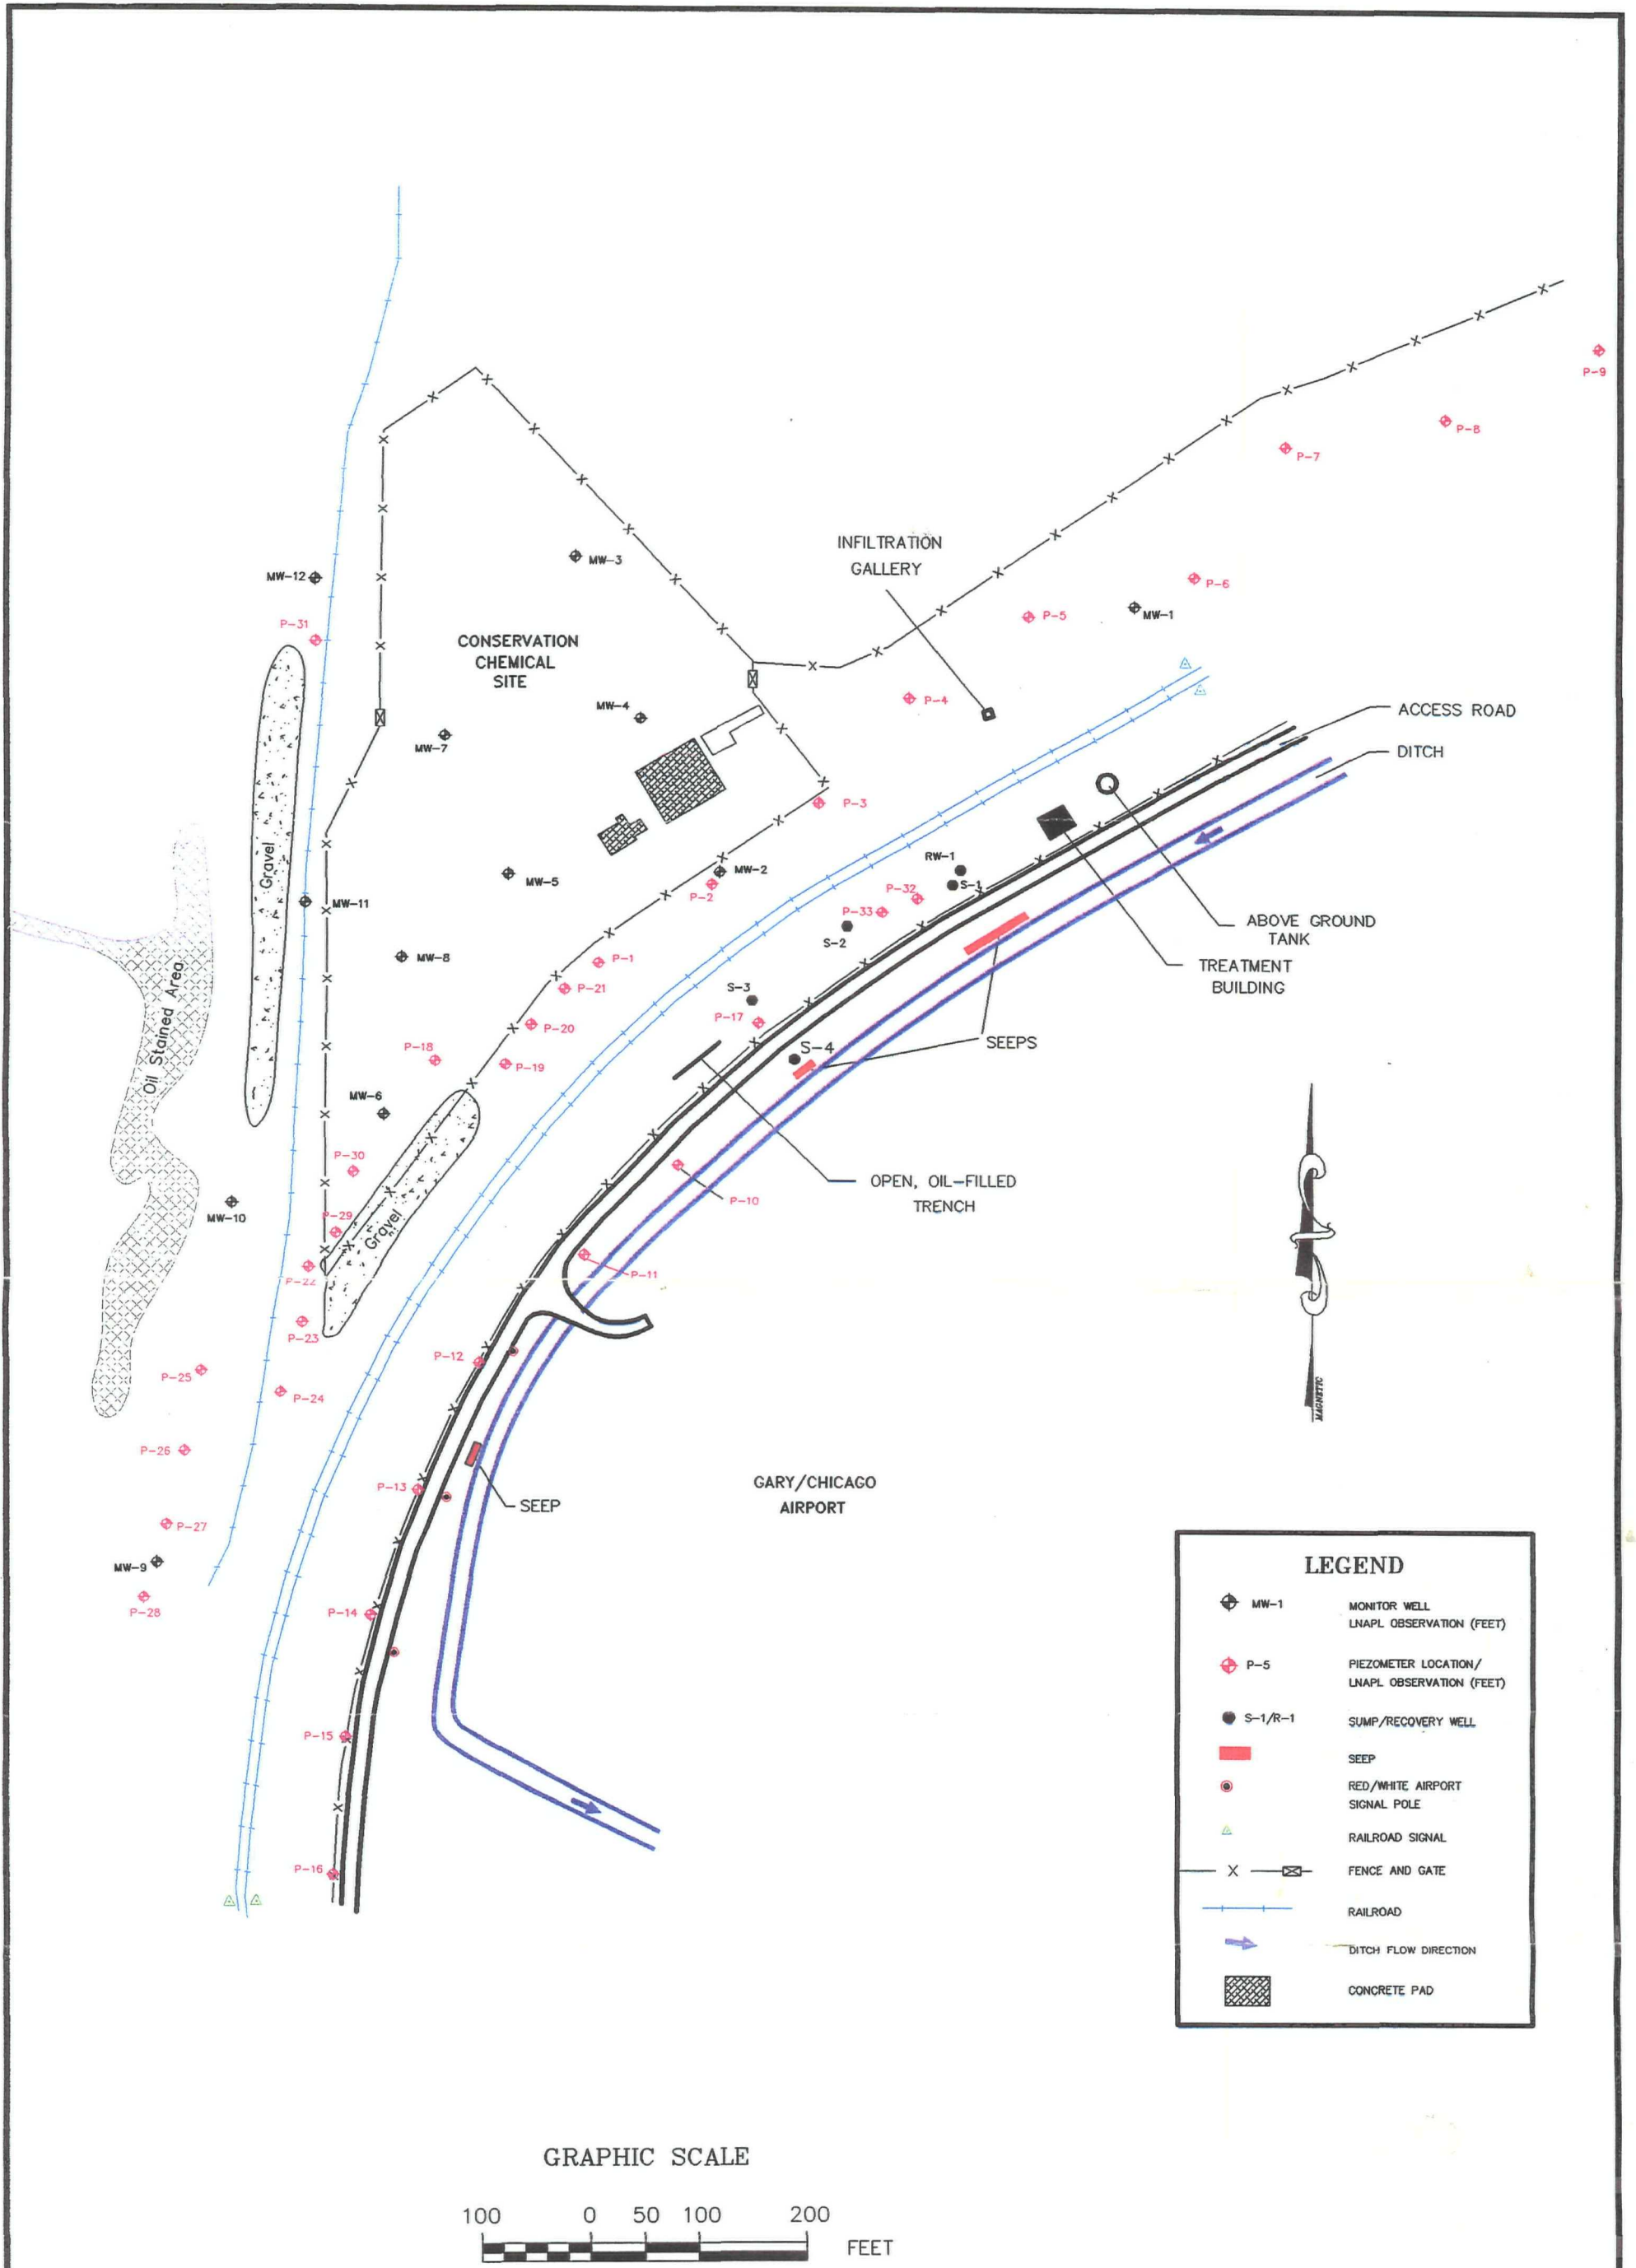 P-9
P-8
P-7
INFILTRATION
GALLERY
MW-3
MW-12
P-6
MW-1
P-5
P-31
CONSERVATION
CHEMICAL
SITE
MW-4
P-4
ACCESS ROAD
MW-7
DITCH
P-3
Gravel
RW-1
MW-2
MW-5
S-1
P-2
P-32
MW-11
P-33
ABOVE GROUND
TANK
S-2
MW-8
P-1
TREATMENT
BUILDING
P-21
S-3
Oil Stained Area
P-17
P-20
SEEPS
P-18
S-4
P-19
MW-6
P-30
OPEN, OIL-FILLED
TRENCH
P-10
MW-10
P-29
Gravel
P-11
P-22
P-23
P-12
P-25
P-24
MAGNETIC
P-26
GARY/CHICAGO
AIRPORT
P-13
SEEP
P-27
MW-9
P-28
P-14
P-15
P-16
LEGEND
MW-1
MONITOR WELL
LNAPL OBSERVATION (FEET)
P-5
PIEZOMETER LOCATION/
LNAPL OBSERVATION (FEET)
S-1/R-1
SUMP/RECOVERY WELL
SEEP
RED/WHITE AIRPORT
SIGNAL POLE
RAILROAD SIGNAL
FENCE AND GATE
RAILROAD
DITCH FLOW DIRECTION
CONCRETE PAD
GRAPHIC SCALE
100 0 50 100 200
FEET